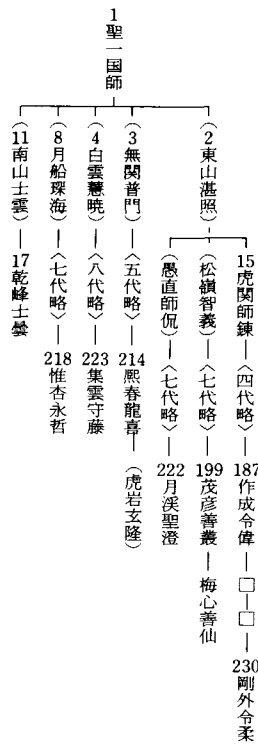 1聖一国師
(2東山湛照)
15虎関師錬―〈四代略〉―187作成令偉―□―□―230剛外令柔
(松嶺智義)―〈七代略〉―199茂彦善叢―梅心善仙
(愚直師侃)―〈七代略〉―222月渓聖澄
(3無関普門)―〈五代略〉―214熈春龍喜―(虎岩玄隆)
(4白雲慧暁)―〈八代略〉―223集雲守藤
(8月船琛海)―〈七代略〉―218惟杏永哲
(11南山士雲)―17乾峰士曇